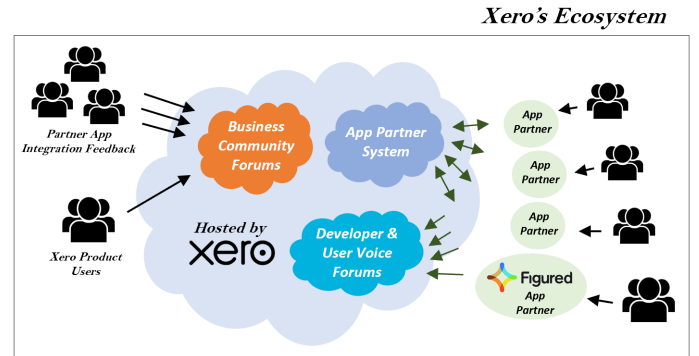 Xero's Ecosystem
Partner App
Integration Feedback
Xero Product
Users
Business
Community
Forums
App Partner
System
Hosted by
xero
Developer &
User Voice
Forums
App
Partner
App
Partner
App
Partner
Figured
App
Partner